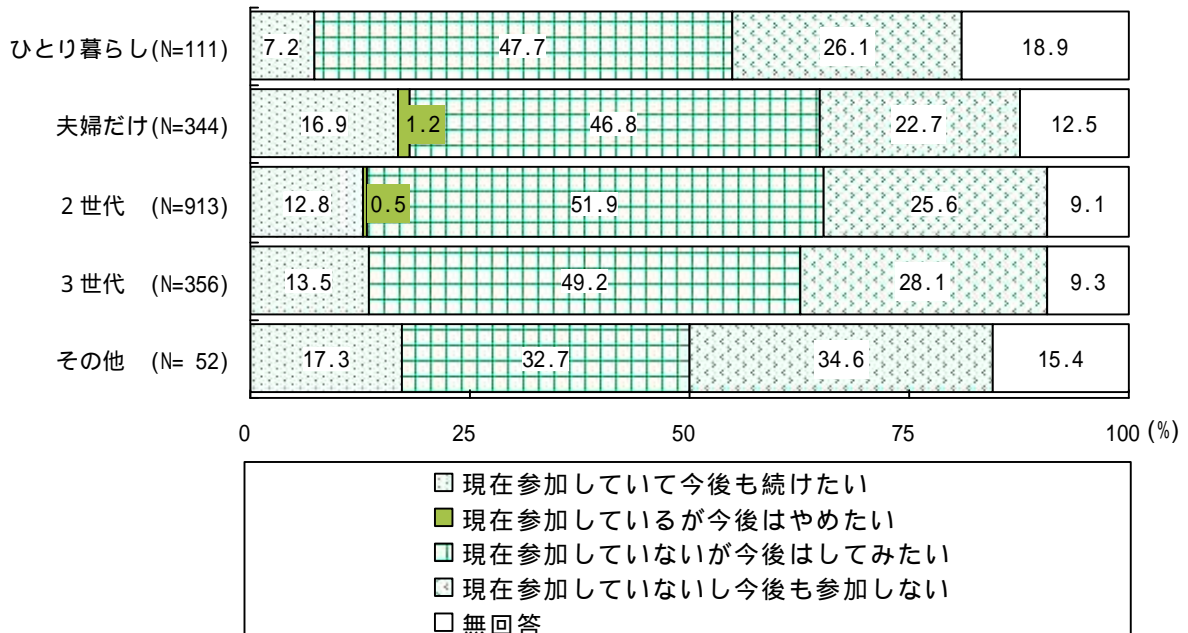 ひとり暮らし(N=111) 7.2 47.7 26.1 18.9
夫婦だけ(N=344) 16.9 1.2 46.8 22.7 12.5
2世代 (N=913) 12.8 0.5 51.9 25.6 9.1
3世代 (N=356) 13.5 49.2 28.1 9.3
その他 (N= 52) 17.3 32.7 34.6 15.4
0 25 50 75 100 (%)
現在参加していて今後も続けたい
現在参加しているが今後はやめたい
現在参加していないが今後はしてみたい
現在参加していないし今後も参加しない
無回答